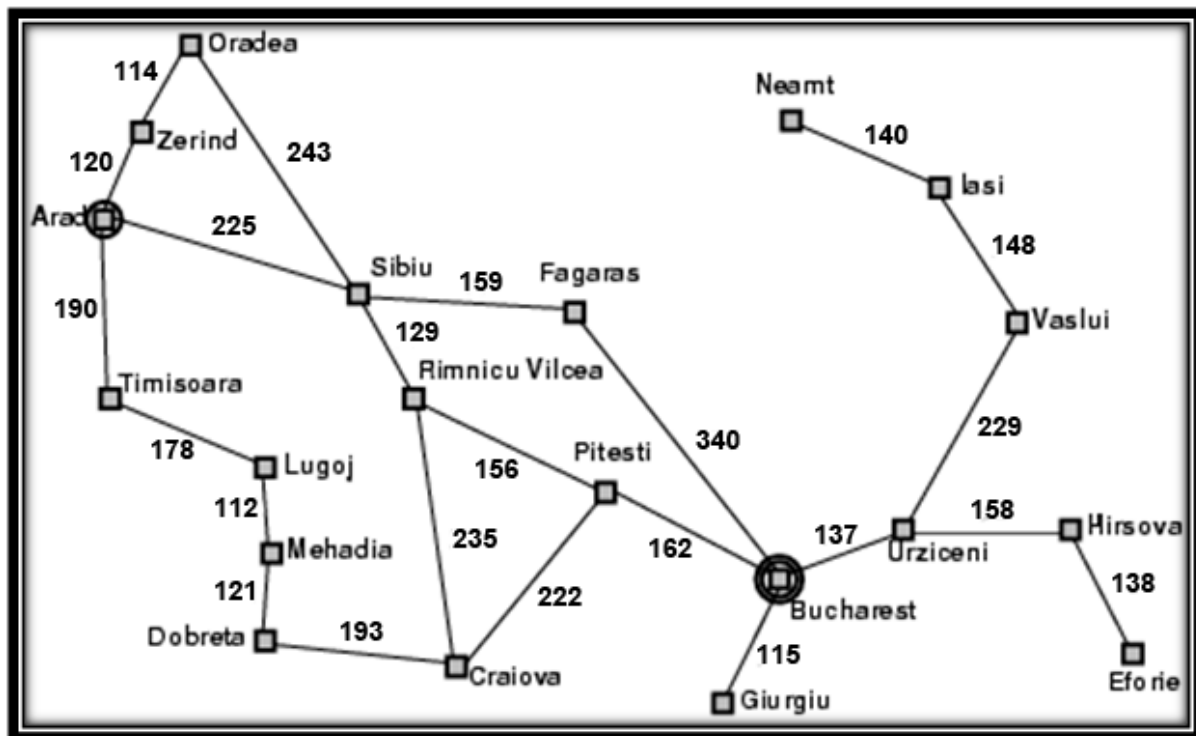 Oradea
114
Neamt
Zerind
140
243
120
Iasi
Arad
225
148
Sibiu
Fagaras
159
190
129
Vaslui
Rimnicu Vilcea
Timisoara
340
229
178
Pitesti
Lugoj
156
112
158
Hirsova
235
162
137
Urziceni
Mehadia
121
222
138
Bucharest
Dobreta
193
115
Craiova
Eforie
Giurgiu